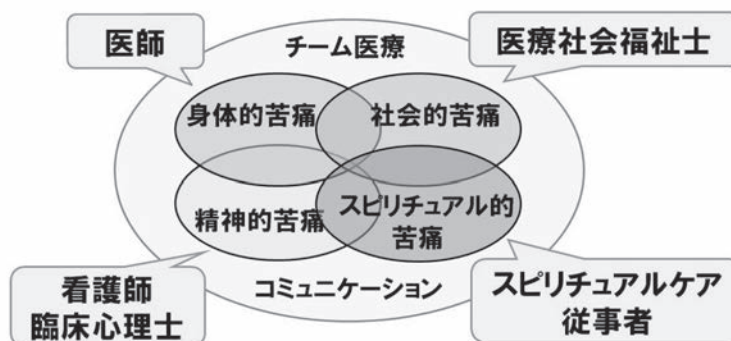 医師
チーム医療
医療社会福祉士
身体的苦痛
社会的苦痛
精神的苦痛
スピリチュアル的
苦痛
看護師
臨床心理士
コミュニケーション
スピリチュアルケア
従事者